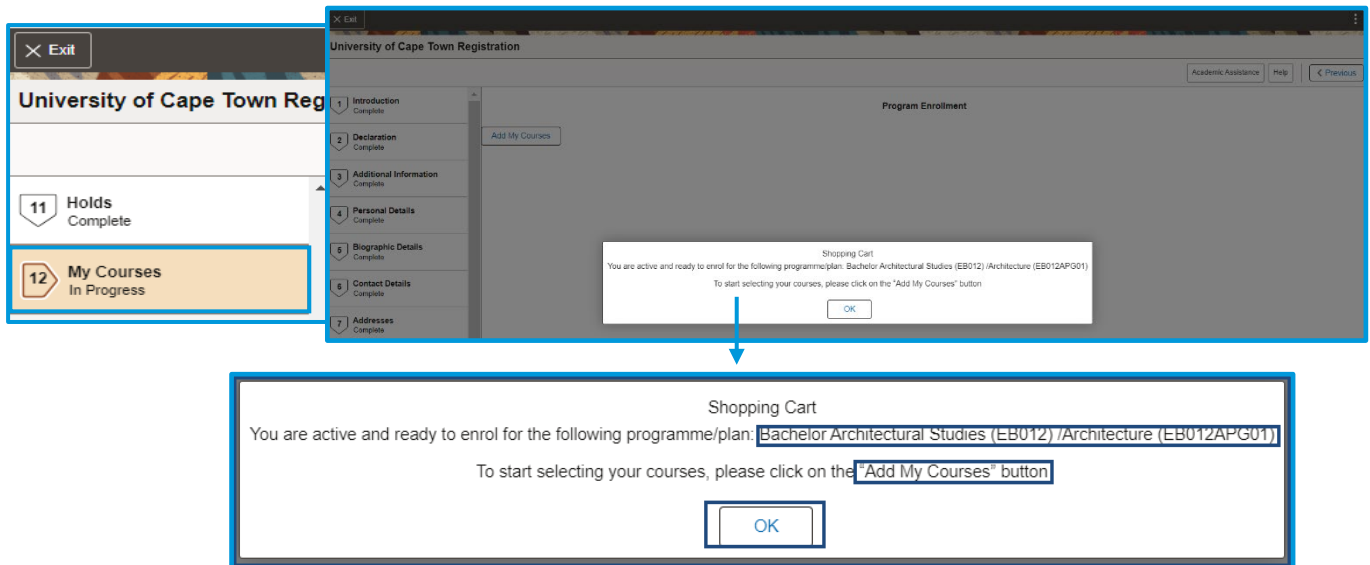 Exit
University of Cape Town Reg
11 Holds
Complete
12 My Courses
In Progress
Exit
University of Cape Town Registration
Academic Assistance Help Previous
1 Introduction
Complete
Program Enrollment
2 Declaration
Complete
Add My Courses
3 Additional Information
Complete
4 Personal Details
Complete
5 Biographic Details
Complete
6 Contact Details
Complete
7 Addresses
Complete
Shopping Cart
You are active and ready to enrol for the following programme/plan: Bachelor Architectural Studies (EB012) /Architecture (EB012APG01)
To start selecting your courses, please click on the "Add My Courses" button
OK
Shopping Cart
You are active and ready to enrol for the following programme/plan: Bachelor Architectural Studies (EB012) /Architecture (EB012APG01)
To start selecting your courses, please click on the "Add My Courses" button
OK